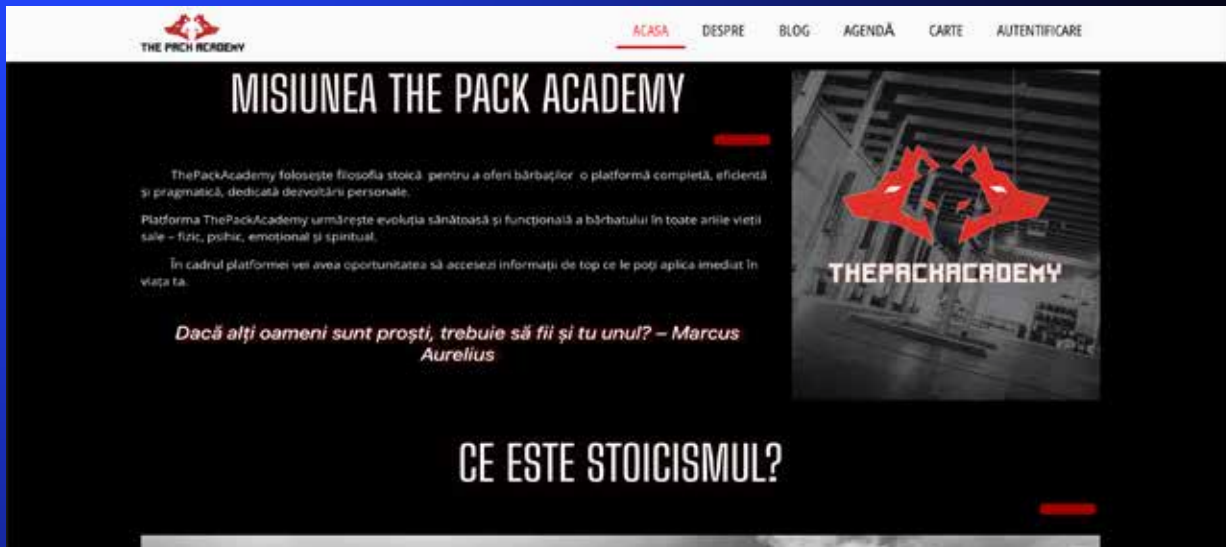 THE PACK ACADEMY
ACASA DESPRE BLOG AGENDĂ CARTE AUTENTIFICARE
MISIUNEA THE PACK ACADEMY
ThePackAcademy folosește filosofia stoică pentru a oferi bărbaților o platformă completă, eficientă
și pragmatică, dedicată dezvoltării personale.
Platforma ThePackAcademy urmărește evoluția sănătoasă și funcțională a bărbatului în toate ariile vieții
sale – fizic, psihic, emoțional și spiritual.
În cadrul platformei vei avea oportunitatea să accesezi informații de top ce le poți aplica imediat în
viața ta.
Dacă alți oameni sunt proști, trebuie să fii și tu unul? – Marcus
Aurelius
THEPACKACADEMY
CE ESTE STOICISMUL?